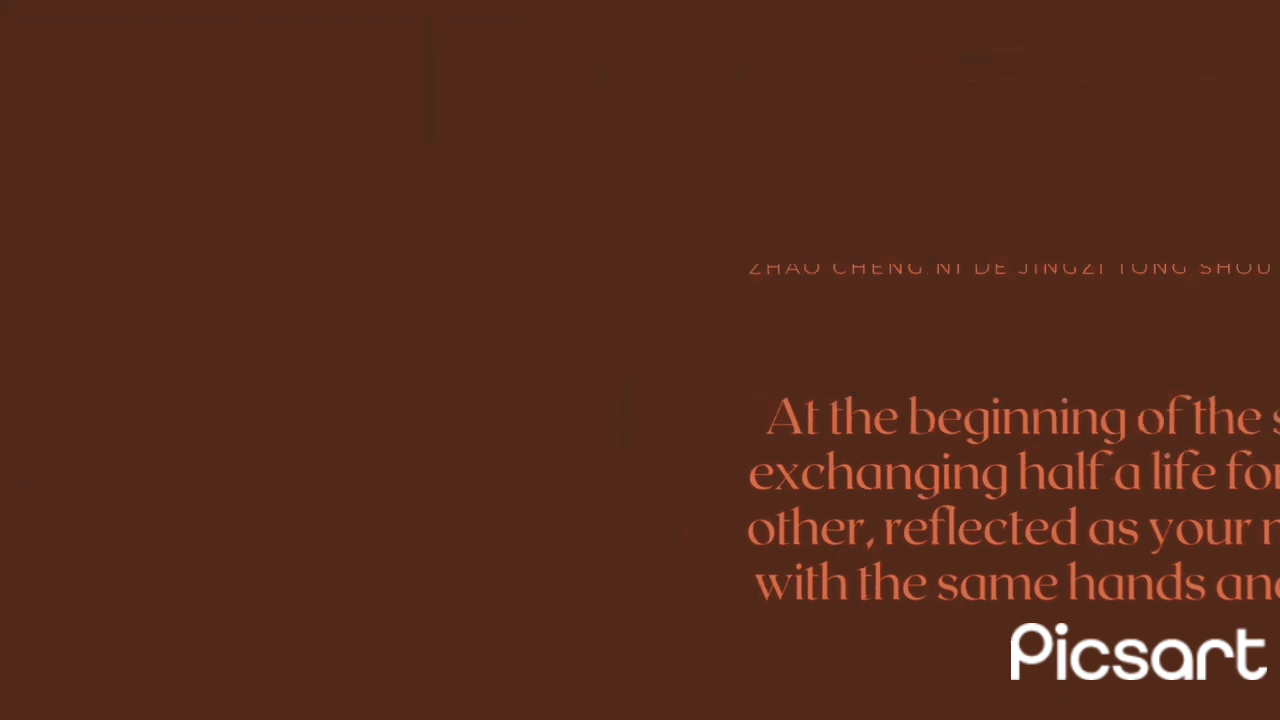 ZHAO CHENG NI DE JINGZI TONG SHOU
At the beginning of the
exchanging half a life for
other, reflected as your
with the same hands and
Picsart